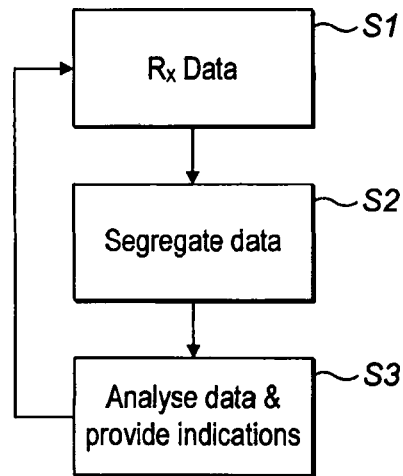 S1
Rx Data
S2
Segregate data
S3
Analyse data &
provide indications